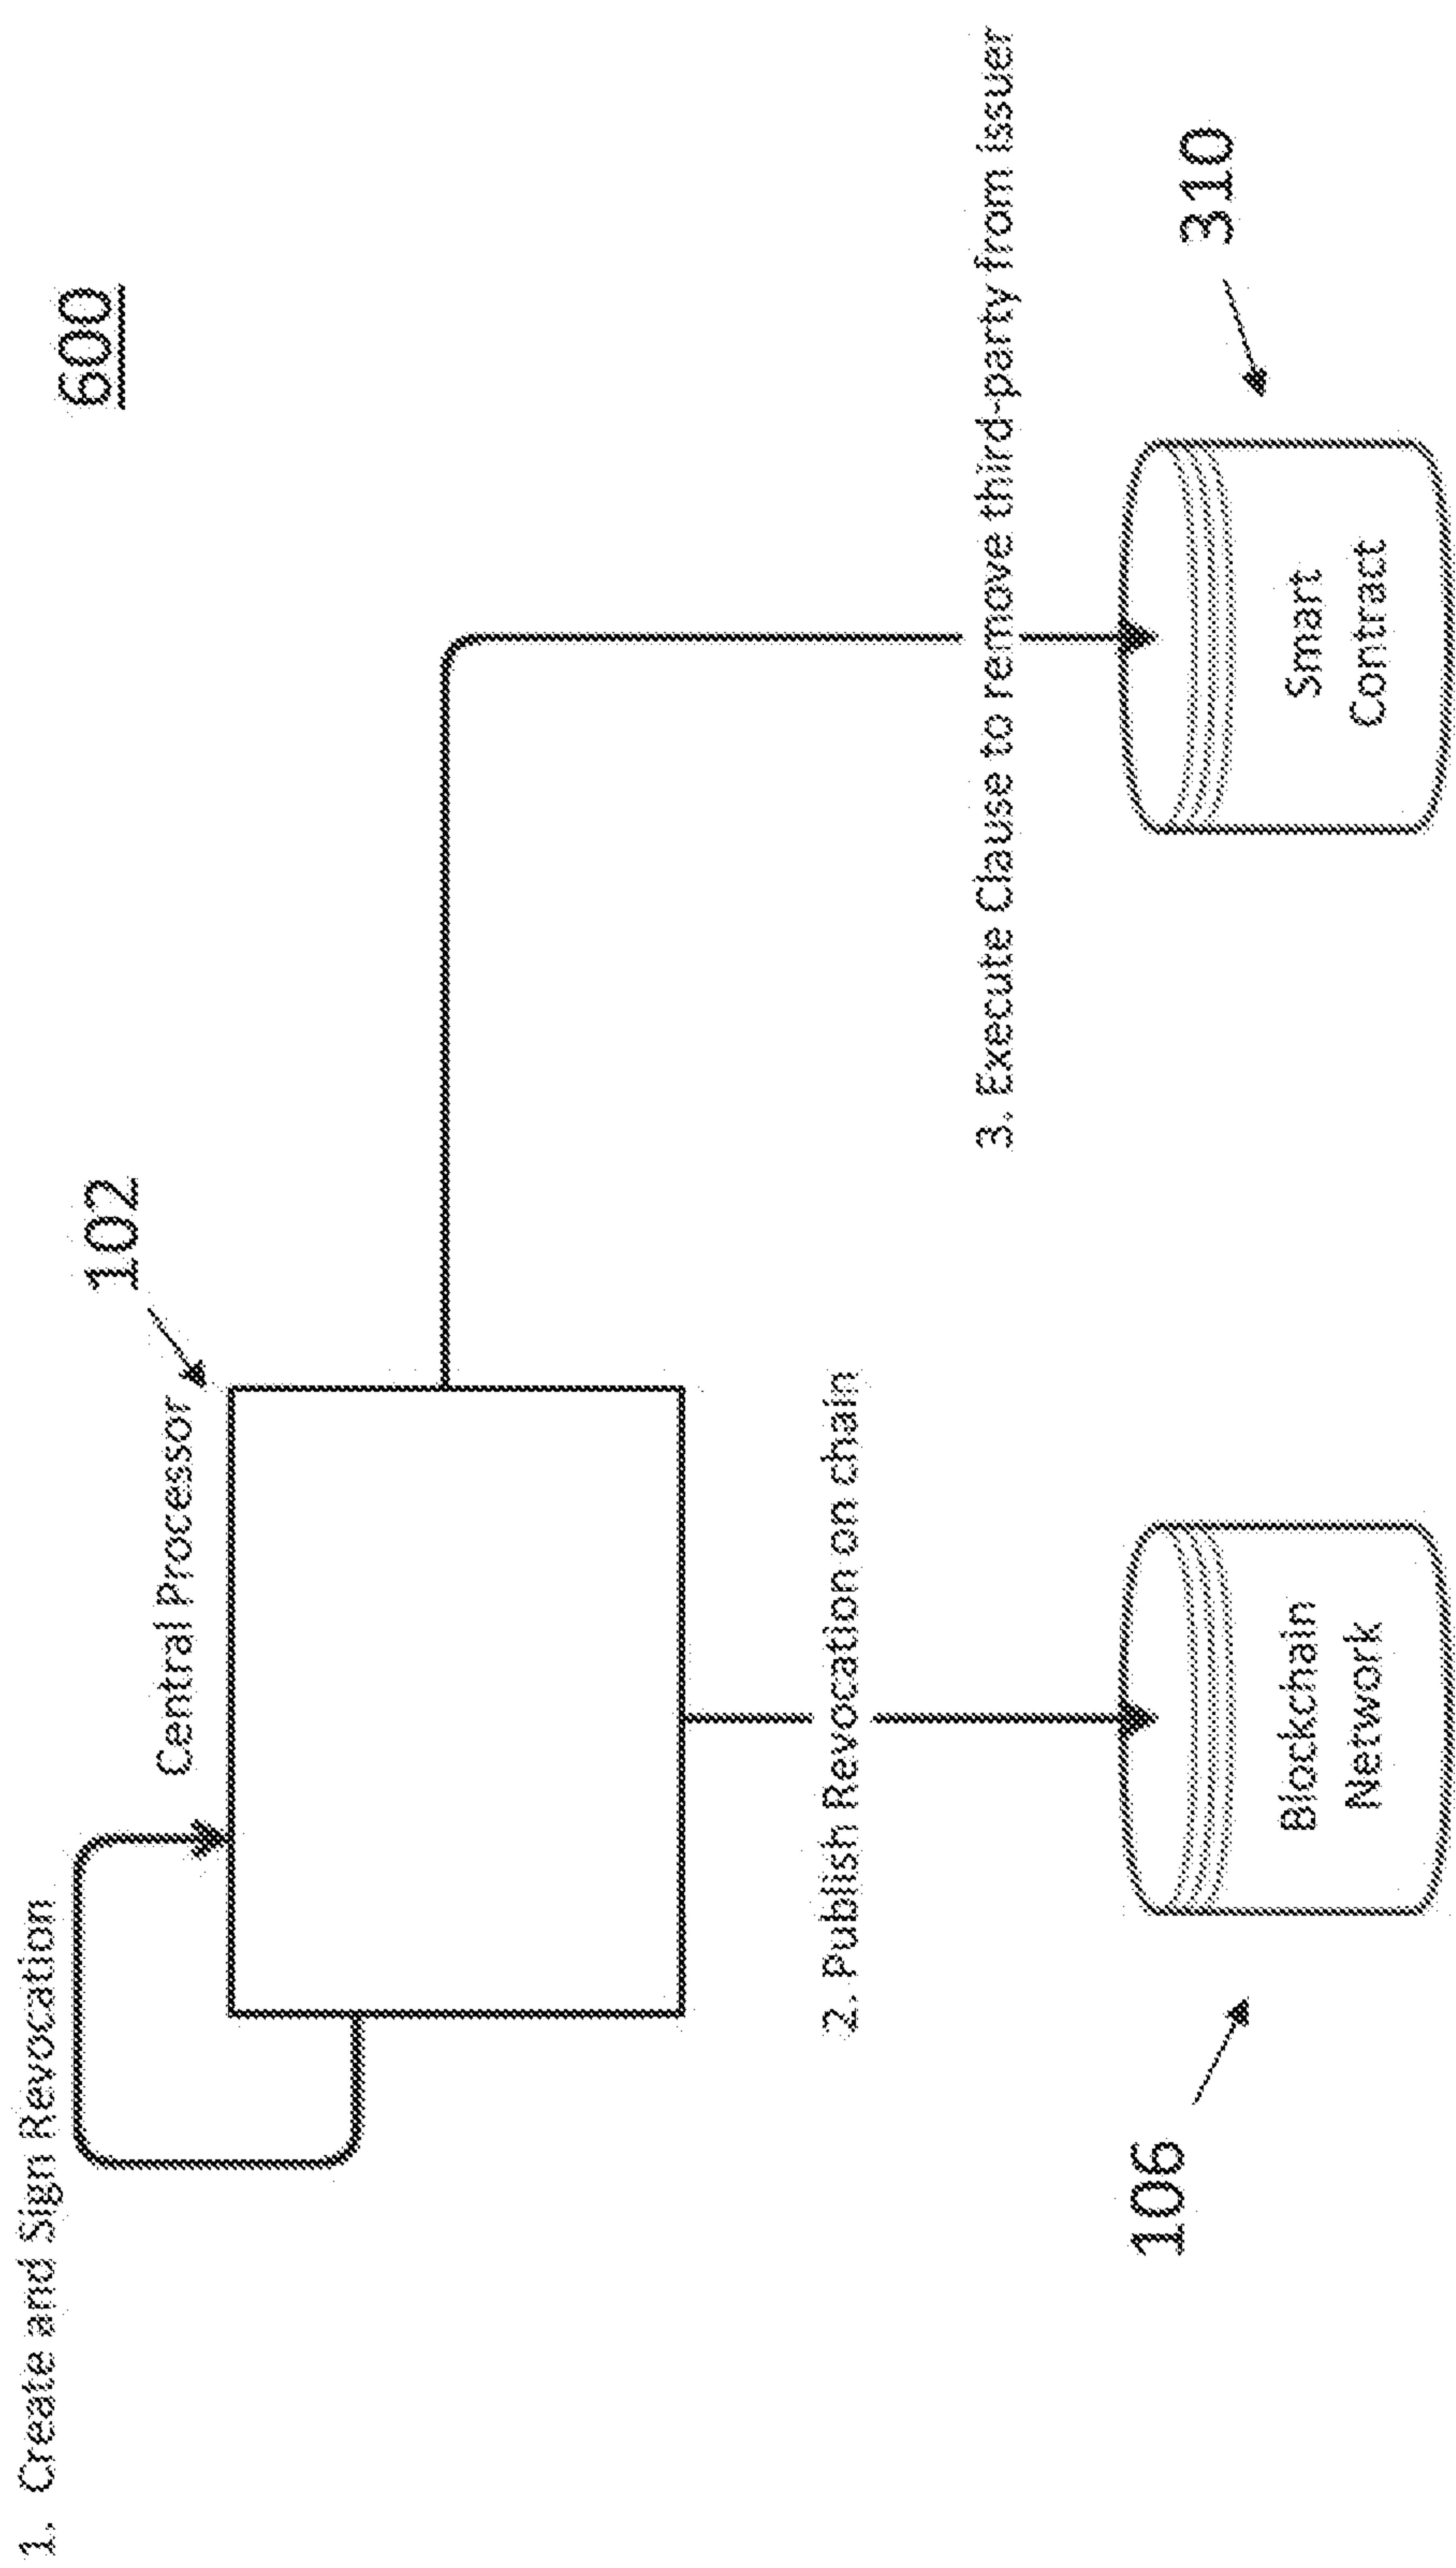 600
1. Create and Sign Revocation
102
Central Processor
2. Publish Revocation on chain
3. Execute Clause to remove third-party from issuer
106
Blockchain
Network
310
Smart
Contract